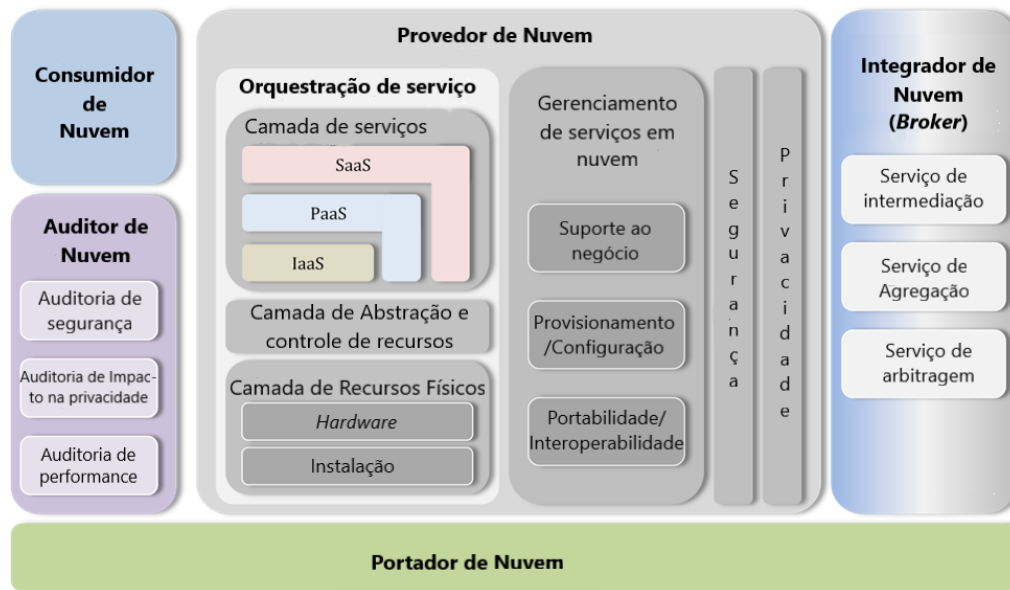 Consumidor
de
Nuvem
Auditor de
Nuvem
Auditoria de
segurança
Auditoria de Impac-
to na privacidade
Auditoria de
performance
Provedor de Nuvem
Orquestração de serviço
Camada de serviços
SaaS
PaaS
IaaS
Camada de Abstração e
controle de recursos
Camada de Recursos Físicos
Hardware
Instalação
Gerenciamento
de serviços em
nuvem
Suporte ao
negócio
Provisionamento
/Configuração
Portabilidade/
Interoperabilidade
Segurança
Privacidade
Integrador de
Nuvem
(Broker)
Serviço de
intermediação
Serviço de
Agregação
Serviço de
arbitragem
Portador de Nuvem